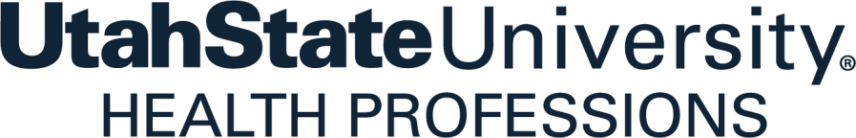 UtahStateUniversity®
HEALTH PROFESSIONS